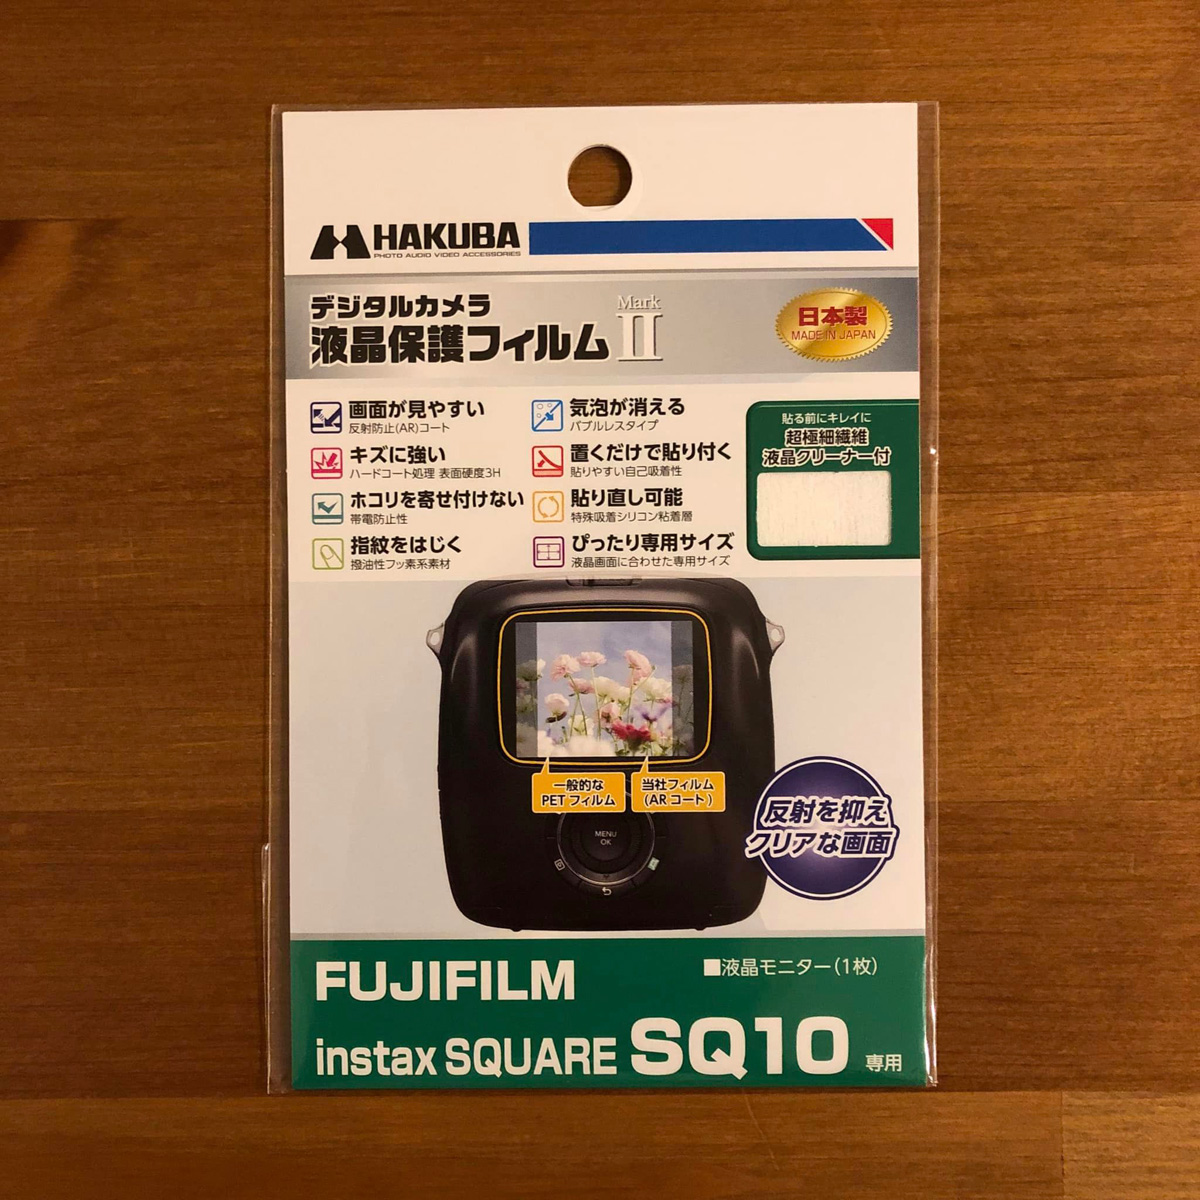 HAKUBA
PHOTO AUDIO VIDEO ACCESSORIES
デジタルカメラ
液晶保護フィルム
Mark
II
日本製
MADE IN JAPAN
画面が見やすい
反射防止(AR)コート
キズに強い
ハードコート処理 表面硬度3H
ホコリを寄せ付けない
帯電防止性
指紋をはじく
撥油性フッ素系素材
気泡が消える
バブルレスタイプ
置くだけで貼り付く
貼りやすい自己吸着性
貼り直し可能
特殊吸着シリコン粘着層
ぴったり専用サイズ
液晶画面に合わせた専用サイズ
貼る前にキレイに
超極細繊維
液晶クリーナー付
一般的な
PETフィルム
当社フィルム
(ARコート)
MENU
OK
反射を抑え
クリアな画面
FUJIFILM
■液晶モニター(1枚)
instax SQUARE SQ10 専用